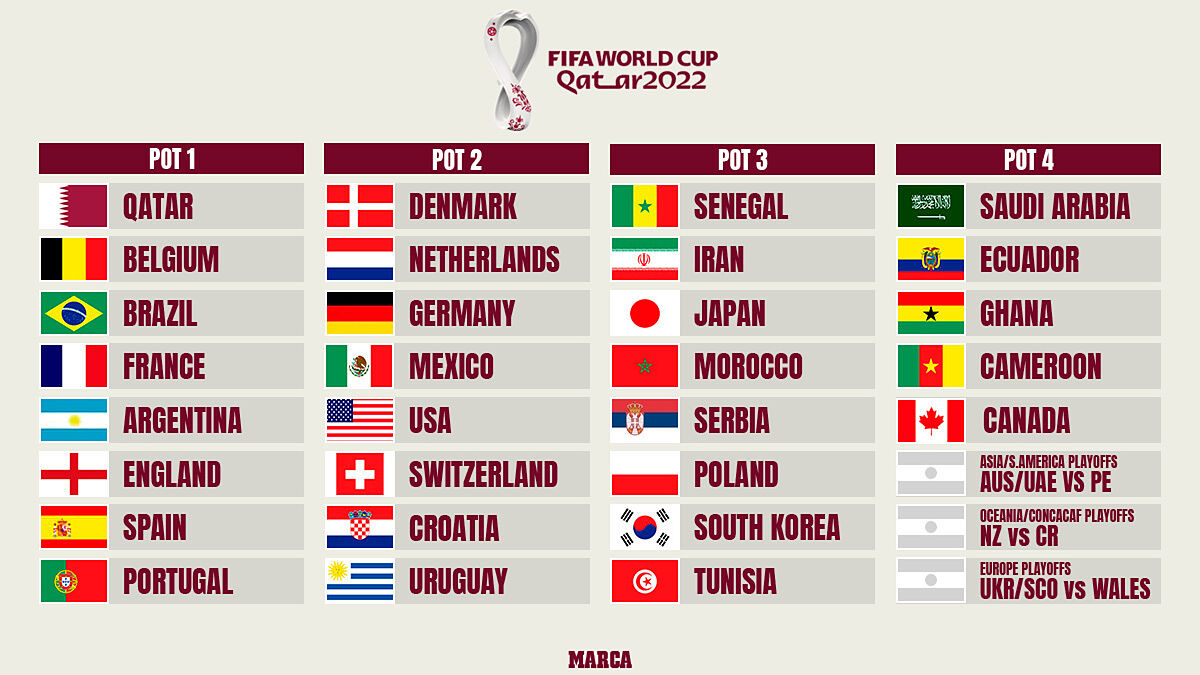 FIFA WORLD CUP
Qatar2022
POT 1
QATAR
BELGIUM
BRAZIL
FRANCE
ARGENTINA
ENGLAND
SPAIN
PORTUGAL
POT 2
DENMARK
NETHERLANDS
GERMANY
MEXICO
USA
SWITZERLAND
CROATIA
URUGUAY
POT 3
SENEGAL
IRAN
JAPAN
MOROCCO
SERBIA
POLAND
SOUTH KOREA
TUNISIA
POT 4
SAUDI ARABIA
ECUADOR
GHANA
CAMEROON
CANADA
ASIA/S.AMERICA PLAYOFFS
AUS/UAE VS PE
OCEANIA/CONCACAF PLAYOFFS
NZ vs CR
EUROPE PLAYOFFS
UKR/SCO vs WALES
MARCA